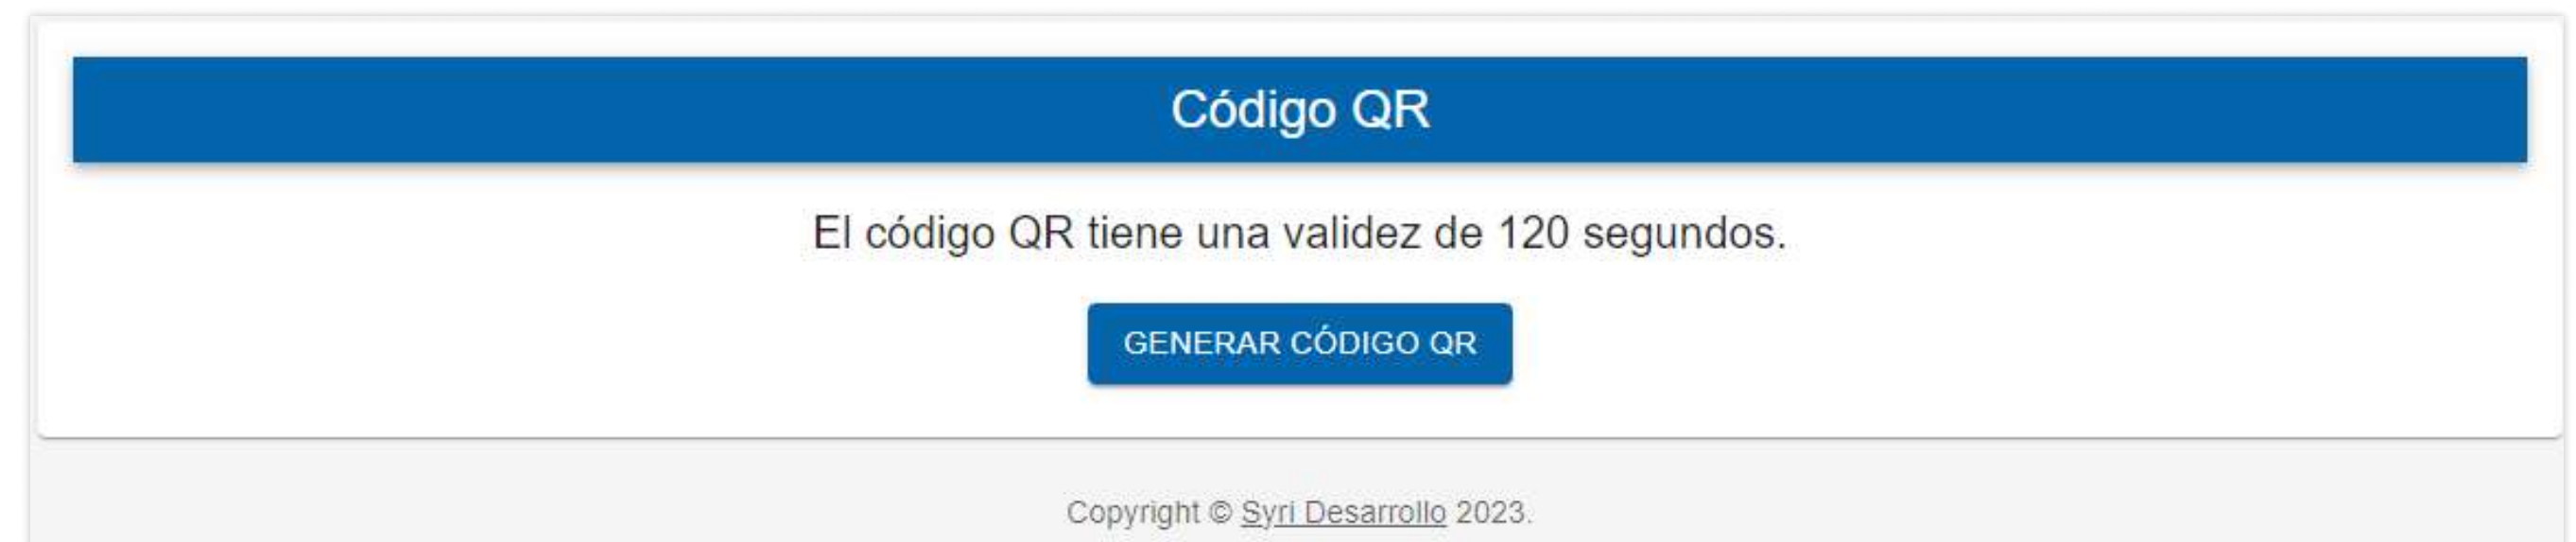 Código QR
El código QR tiene una validez de 120 segundos.
GENERAR CÓDIGO QR
Copyright © Syri Desarrollo 2023.